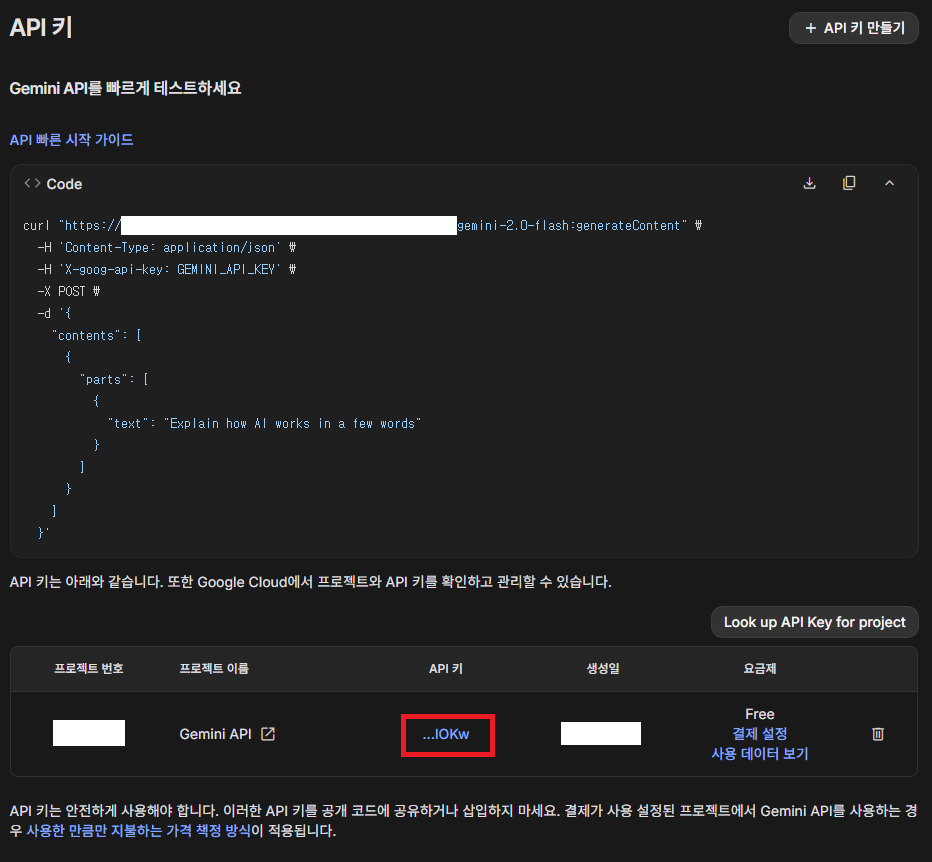 API 키
+ API 키 만들기
Gemini API를 빠르게 테스트하세요
API 빠른 시작 가이드
<> Code
curl "https://gemini-2.0-flash:generateContent" ₩
-H 'Content-Type: application/json' ₩
-H 'X-goog-api-key: GEMINI_API_KEY' ₩
-X POST ₩
-d '{
"contents": [
{
"parts": [
{
"text": "Explain how AI works in a few words"
}
]
}
]
}'
API 키는 아래와 같습니다. 또한 Google Cloud에서 프로젝트와 API 키를 확인하고 관리할 수 있습니다.
Look up API Key for project
프로젝트 번호 프로젝트 이름 API 키 생성일 요금제
Gemini API ...lOKw Free
결제 설정
사용 데이터 보기
API 키는 안전하게 사용해야 합니다. 이러한 API 키를 공개 코드에 공유하거나 삽입하지 마세요. 결제가 사용 설정된 프로젝트에서 Gemini API를 사용하는 경
우 사용한 만큼만 지불하는 가격 책정 방식이 적용됩니다.